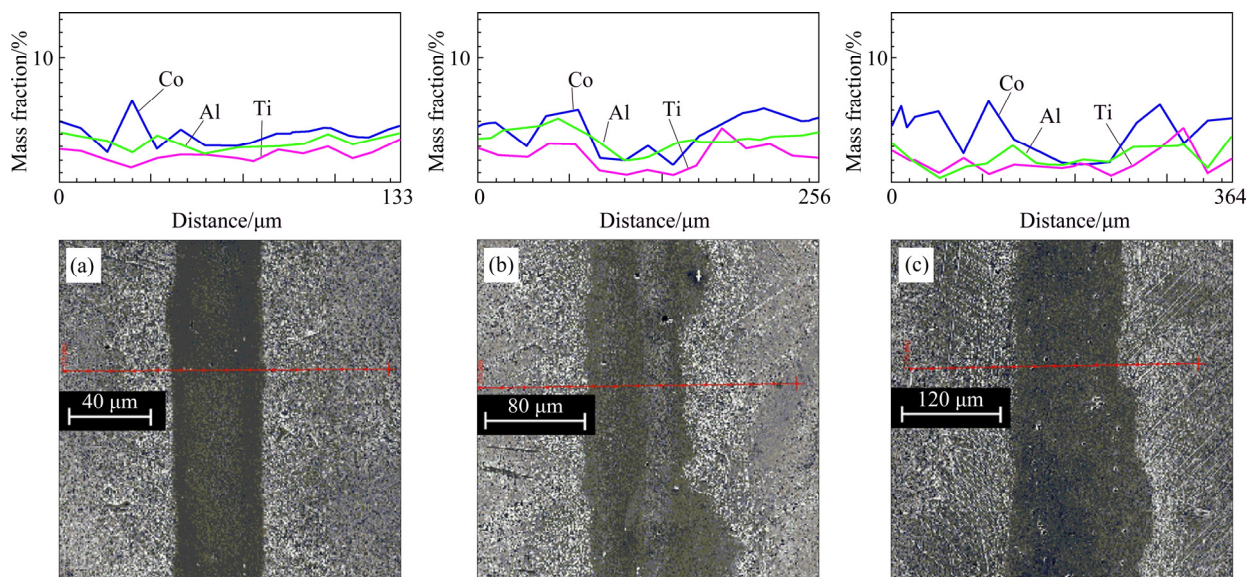 Mass fraction/%
10
Co
Al
Ti
0
133
Distance/μm
Mass fraction/%
10
Co
Al
Ti
0
256
Distance/μm
Mass fraction/%
10
Co
Al
Ti
0
364
Distance/μm
(a)
40 μm
(b)
80 μm
(c)
120 μm